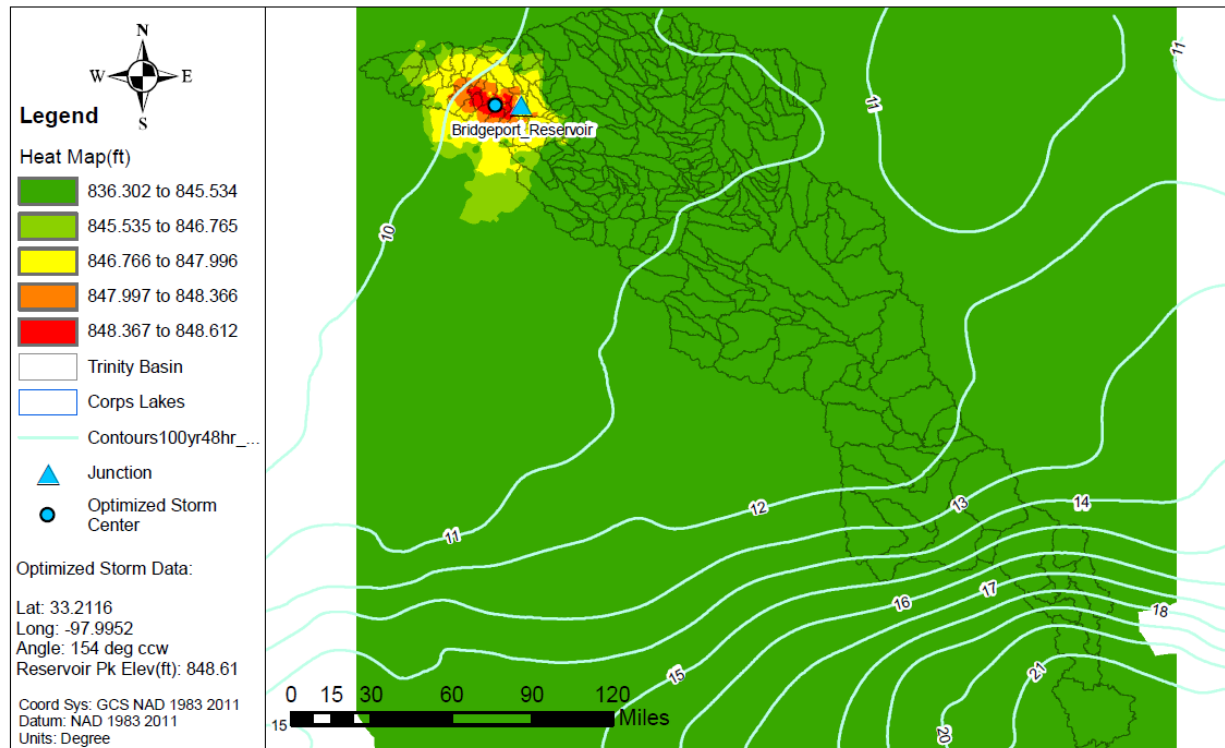 N
W E
S
Legend
Heat Map(ft)
836.302 to 845.534
845.535 to 846.765
846.766 to 847.996
847.997 to 848.366
848.367 to 848.612
Trinity Basin
Corps Lakes
Contours100yr48hr_...
Junction
Optimized Storm
Center
Optimized Storm Data:
Lat: 33.2116
Long: -97.9952
Angle: 154 deg ccw
Reservoir Pk Elev(ft): 848.61
Coord Sys: GCS NAD 1983 2011
Datum: NAD 1983 2011
Units: Degree
Bridgeport_Reservoir
11
11
10
11
12
13
14
16
17
18
15
21
20
15
0 15 30 60 90 120
Miles